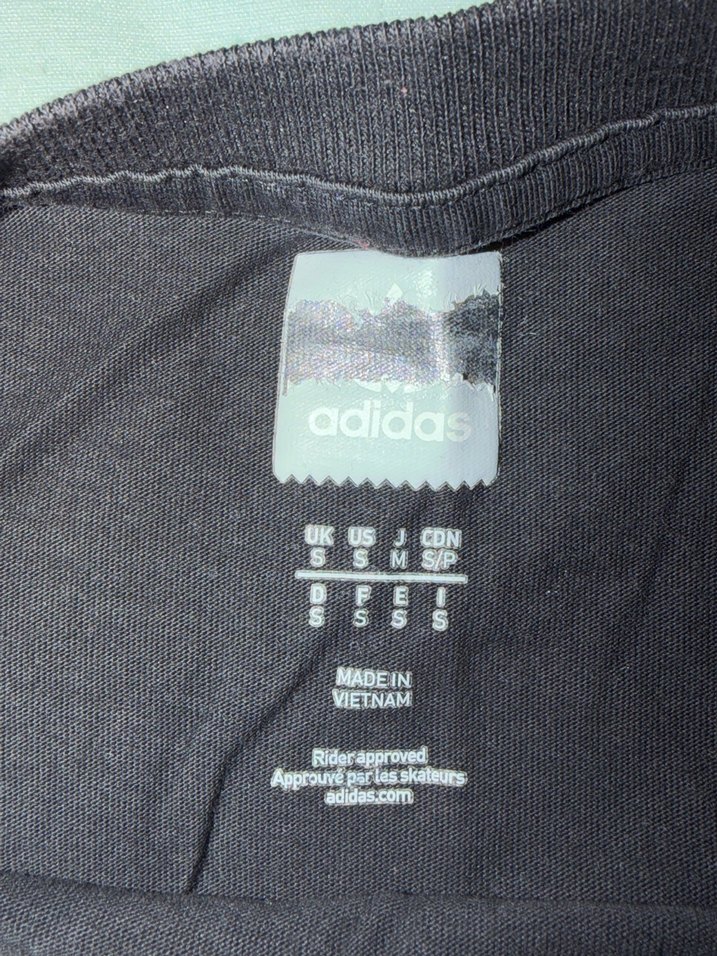 adidas
UK US J CDN
S S M S/P
D F E I
S S S S
MADE IN
VIETNAM
Rider approved
Approuvé par les skateurs
adidas.com